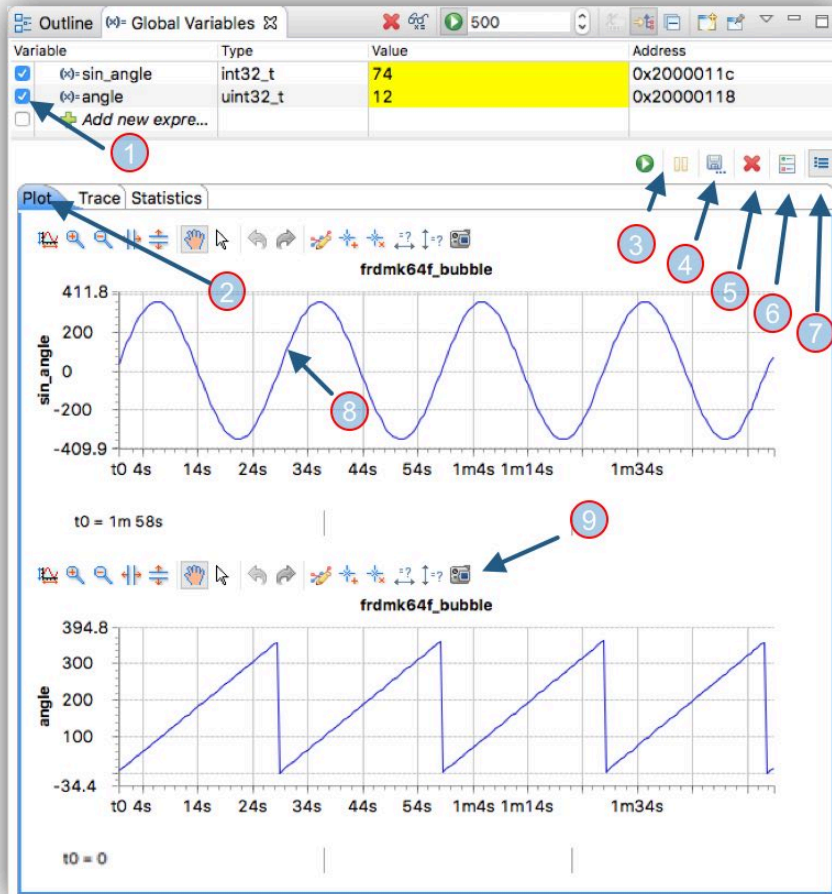 Outline (x)= Global Variables 500
Variable Type Value Address
(x)= sin_angle int32_t 74 0x2000011c
(x)= angle uint32_t 12 0x20000118
Add new expre...
1
Plot Trace Statistics
3
4
5
6
7
2
frdmk64f_bubble
411.8
200
0
-200
-409.9
sin_angle
8
t0 4s 14s 24s 34s 44s 54s 1m4s 1m14s 1m34s
t0 = 1m 58s
9
=? =?
frdmk64f_bubble
394.8
300
200
100
-34.4
angle
t0 4s 14s 24s 34s 44s 54s 1m4s 1m14s 1m34s
t0 = 0